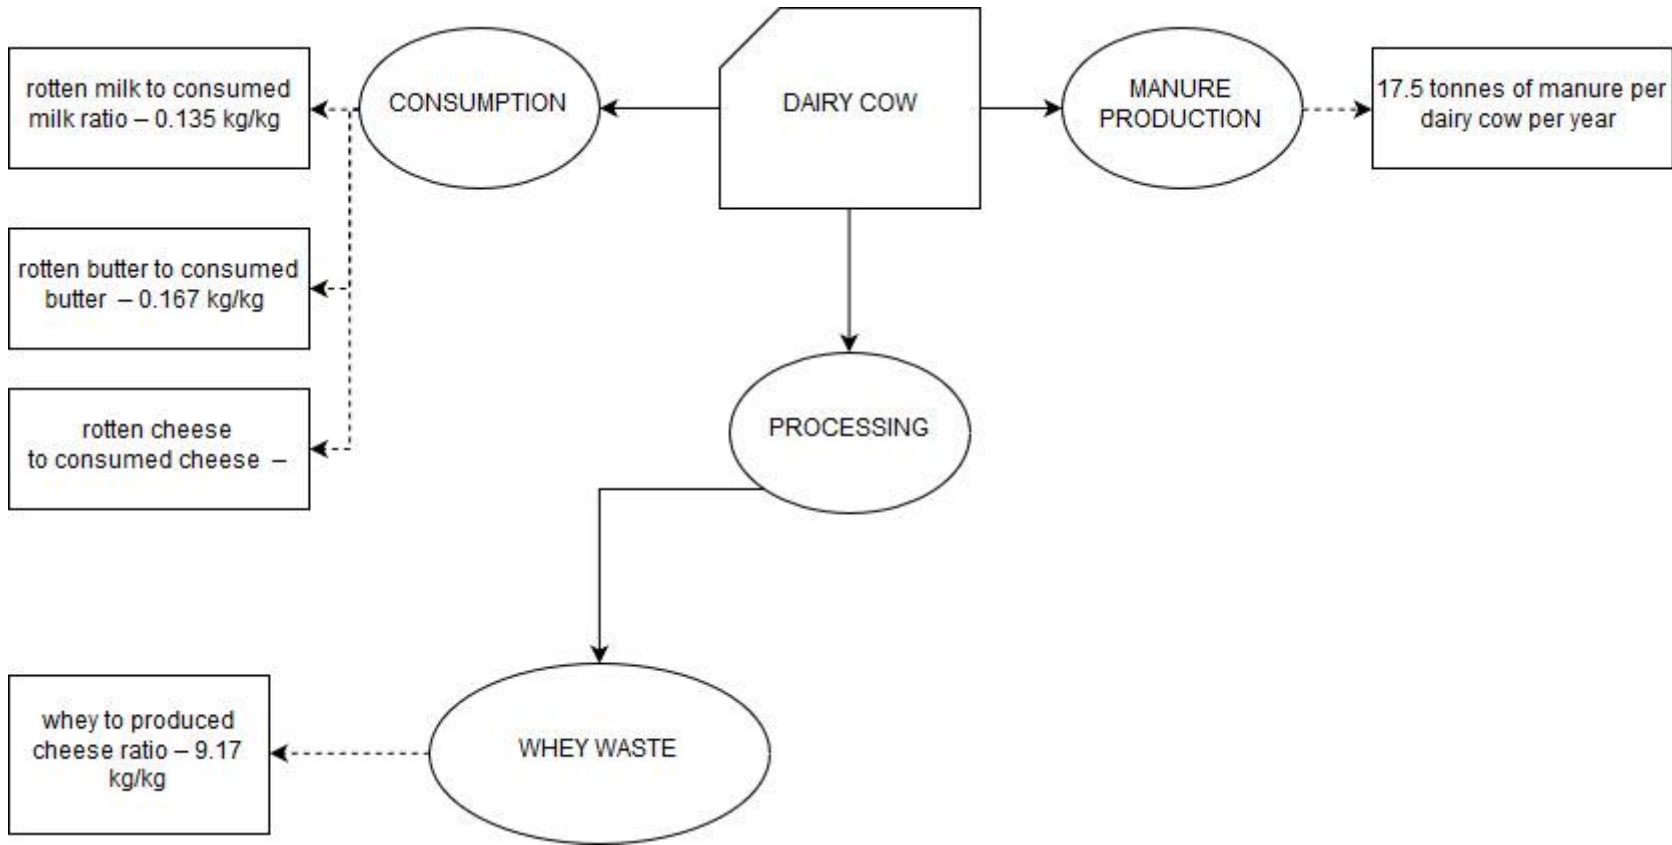 rotten milk to consumed
milk ratio – 0.135 kg/kg
CONSUMPTION
DAIRY COW
MANURE
PRODUCTION
17.5 tonnes of manure per
dairy cow per year
rotten butter to consumed
butter – 0.167 kg/kg
rotten cheese
to consumed cheese –
PROCESSING
whey to produced
cheese ratio – 9.17
kg/kg
WHEY WASTE